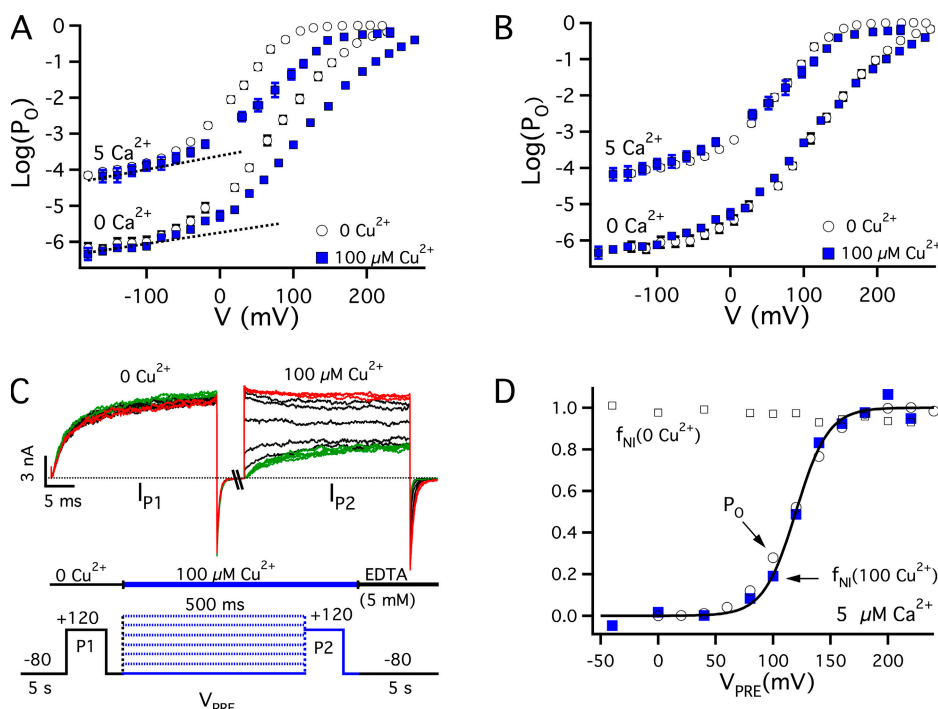 A
0
-1
-2
-3
-4
-5
-6
Log(P_O)
5 Ca²⁺
0 Ca²⁺
0 Cu²⁺
100 µM Cu²⁺
-100 0 100 200
V (mV)
B
0
-1
-2
-3
-4
-5
-6
Log(P_O)
5 Ca²⁺
0 Ca²⁺
0 Cu²⁺
100 µM Cu²⁺
-100 0 100 200
V (mV)
C
0 Cu²⁺ 100 µM Cu²⁺
3 nA
5 ms
I_P1 I_P2
0 Cu²⁺ 100 µM Cu²⁺ EDTA
(5 mM)
500 ms
+120 +120
P1 P2
-80 -80
5 s 5 s
V_PRE
D
1.0
0.8
0.6
0.4
0.2
0.0
f_NI(0 Cu²⁺)
P_O
f_NI(100 Cu²⁺)
5 µM Ca²⁺
-50 0 50 100 150 200
V_PRE(mV)